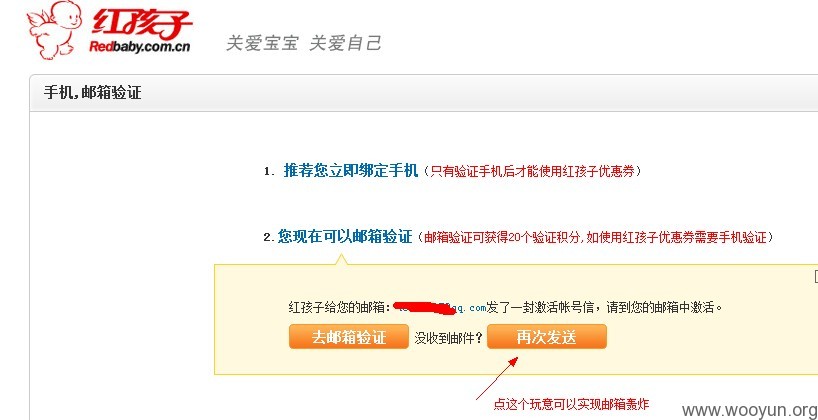 红孩子
Redbaby.com.cn
关爱宝宝 关爱自己
手机,邮箱验证
1. 推荐您立即绑定手机（只有验证手机后才能使用红孩子优惠券）
2.您现在可以邮箱验证（邮箱验证可获得20个验证积分,如使用红孩子优惠券需要手机验证）
红孩子给您的邮箱：qq.com发了一封激活帐号信，请到您的邮箱中激活。
去邮箱验证 没收到邮件？ 再次发送
点这个玩意可以实现邮箱轰炸
www.wooyun.org